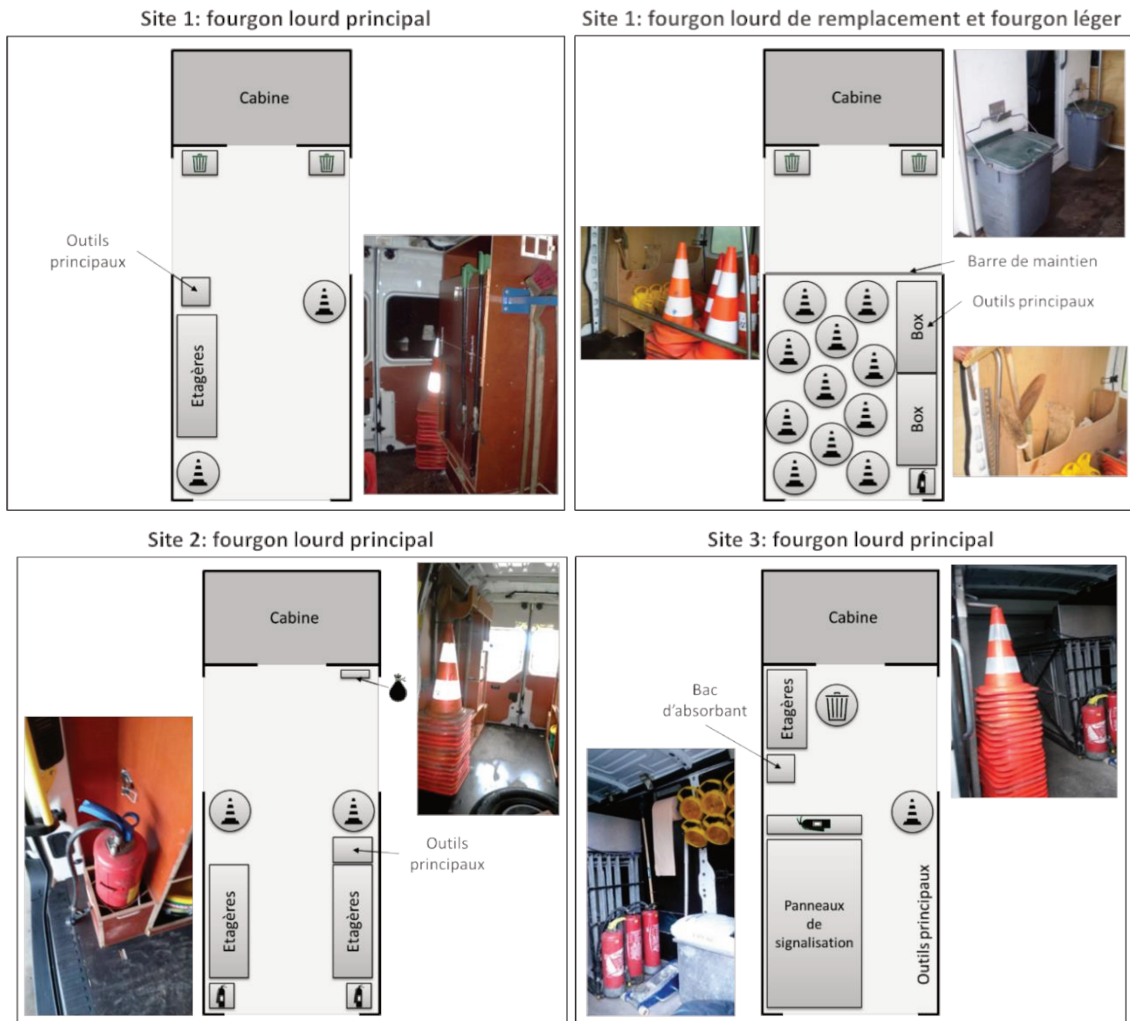 Site 1: fourgon lourd principal
Cabine
Outils
principaux
Etagères
Site 1: fourgon lourd de remplacement et fourgon léger
Cabine
Barre de maintien
Outils principaux
Box
Box
Site 2: fourgon lourd principal
Cabine
Outils
principaux
Etagères
Etagères
Site 3: fourgon lourd principal
Cabine
Bac
d'absorbant
Etagères
Panneaux
de
signalisation
Outils principaux